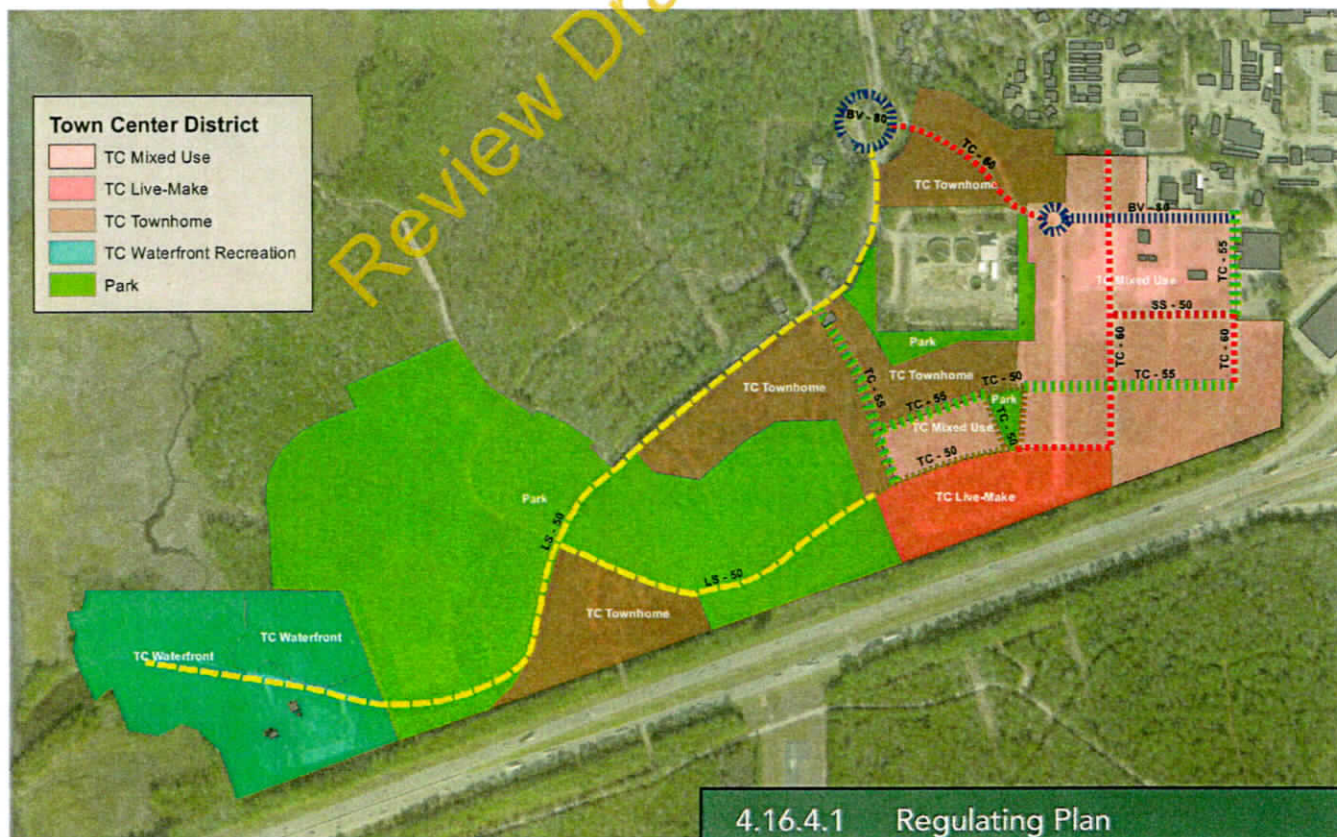 Review Dra
Town Center District
TC Mixed Use
TC Live-Make
TC Townhome
TC Waterfront Recreation
Park
BV - 80
TC - 60
TC Townhome
BV - 80
TC - 55
TC Mixed Use
SS - 50
Park
TC - 60
TC - 60
TC Townhome
TC - 55
TC Townhome
TC - 50
TC - 55
TC - 55
Park
TC Mixed Use
TC - 50
TC - 50
TC Live-Make
Park
LS - 50
LS - 50
TC Townhome
TC Waterfront
TC Waterfront
4.16.4.1 Regulating Plan